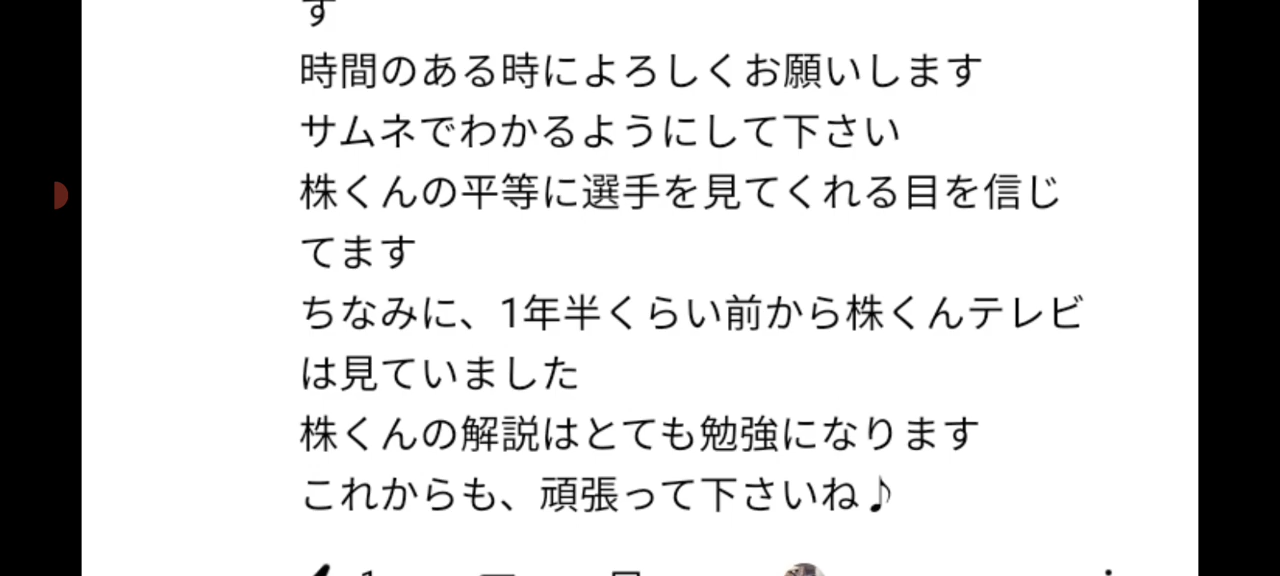 す
時間のある時によろしくお願いします
サムネでわかるようにして下さい
株くんの平等に選手を見てくれる目を信じ
てます
ちなみに、1年半くらい前から株くんテレビ
は見ていました
株くんの解説はとても勉強になります
これからも、頑張って下さいね♪
1